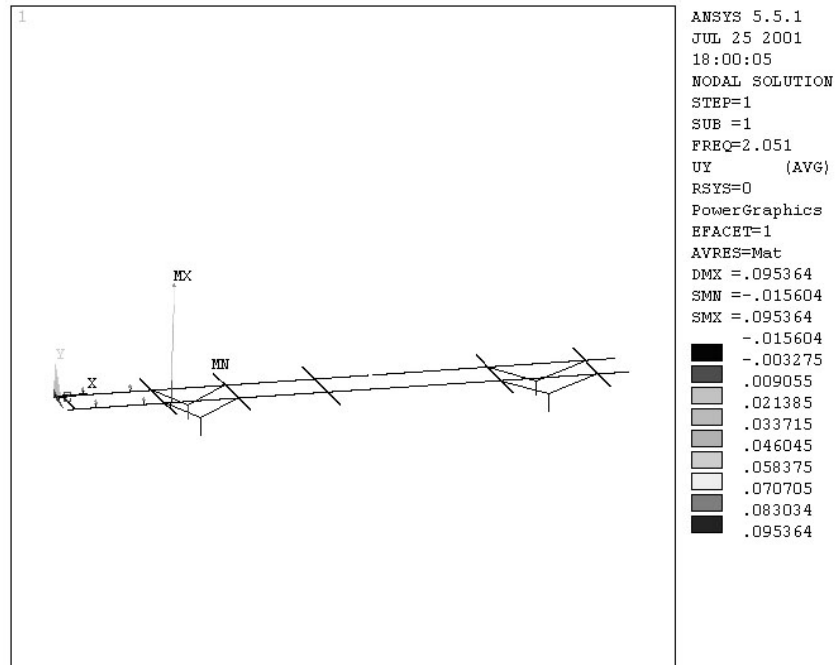 1
ANSYS 5.5.1
JUL 25 2001
18:00:05
NODAL SOLUTION
STEP=1
SUB =1
FREQ=2.051
UY (AVG)
RSYS=0
PowerGraphics
EFACET=1
AVRES=Mat
DMX =.095364
SMN =-.015604
SMX =.095364
-.015604
-.003275
.009055
.021385
.033715
.046045
.058375
.070705
.083034
.095364
MX
Y
MN
X